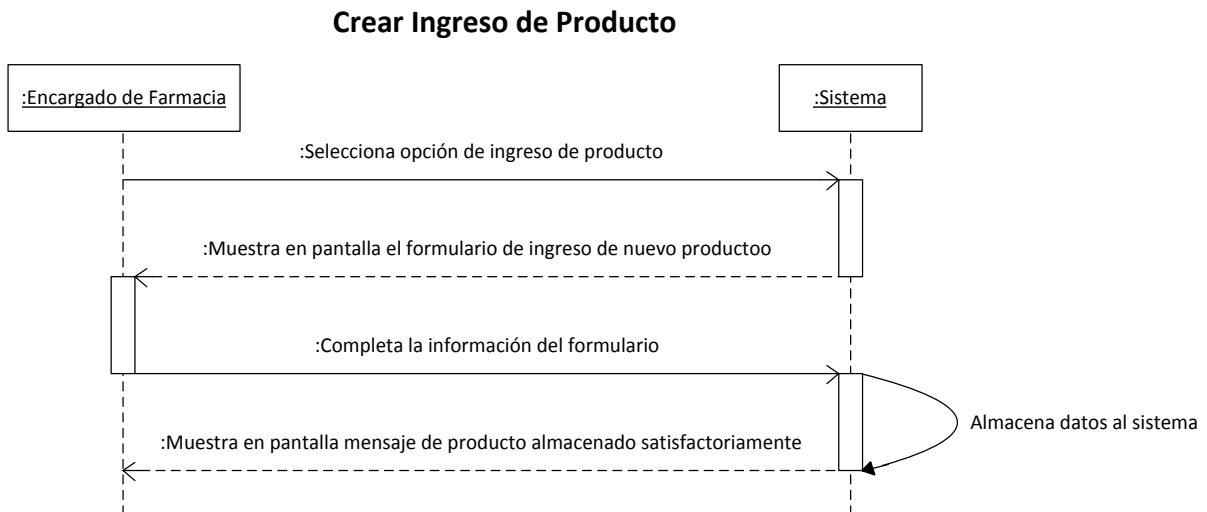 Crear Ingreso de Producto
:Encargado de Farmacia
:Sistema
:Selecciona opción de ingreso de producto
:Muestra en pantalla el formulario de ingreso de nuevo productoo
:Completa la información del formulario
Almacena datos al sistema
:Muestra en pantalla mensaje de producto almacenado satisfactoriamente